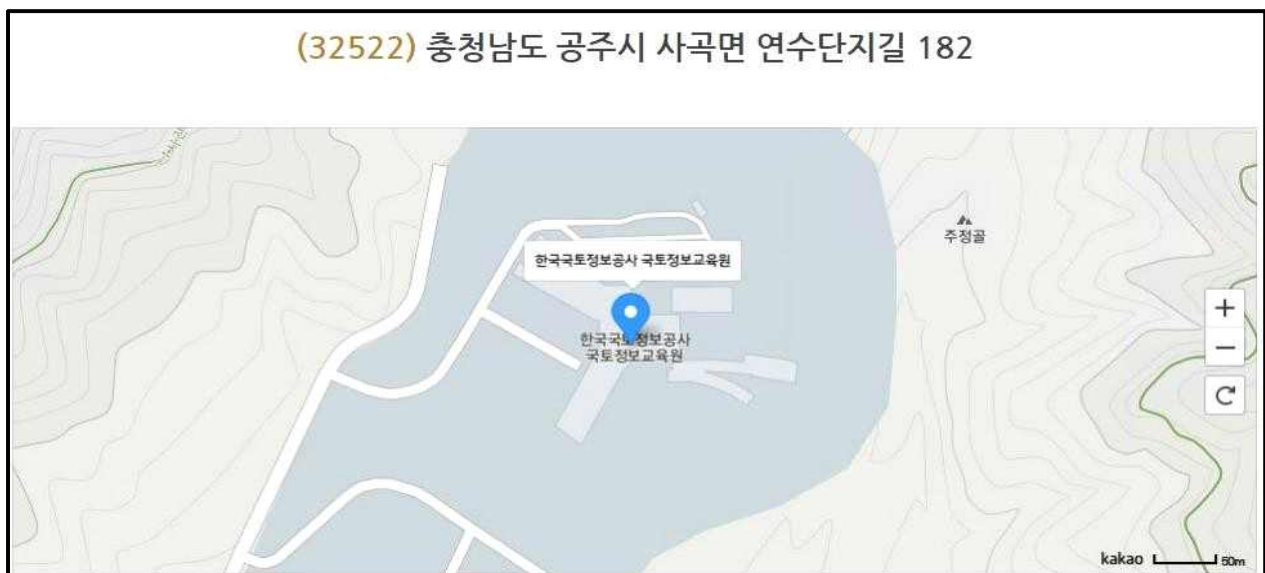 (32522) 충청남도 공주시 사곡면 연수단지길 182
주정골
한국국토정보공사 국토정보교육원
+
한국국토정보공사
국토정보교육원
−
kakao 50m